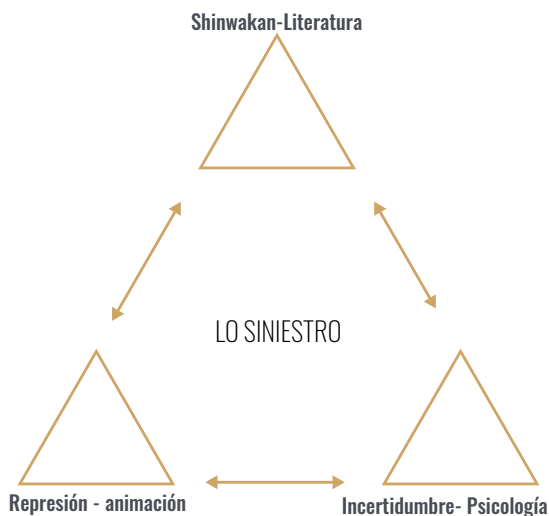 Shinwakan-Literatura
LO SINIESTRO
Represión - animación
Incertidumbre- Psicología